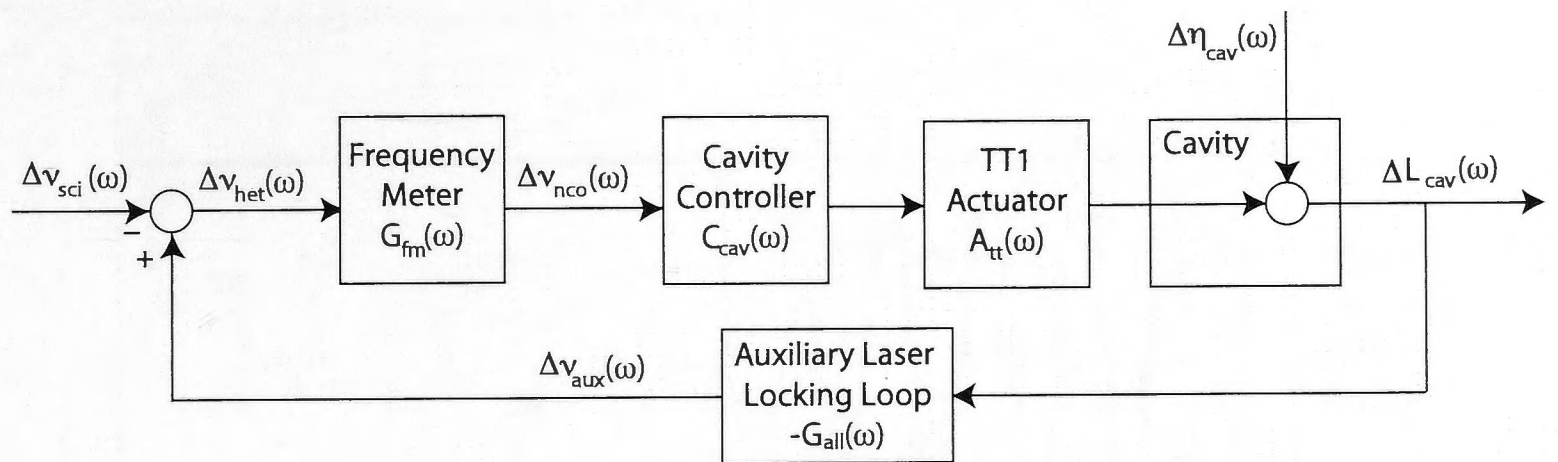 Δη_cav(ω)
Δν_sci(ω)
Δν_het(ω)
Frequency
Meter
G_fm(ω)
Δν_nco(ω)
Cavity
Controller
C_cav(ω)
TT1
Actuator
A_tt(ω)
Cavity
ΔL_cav(ω)
−
+
Δν_aux(ω)
Auxiliary Laser
Locking Loop
-G_all(ω)